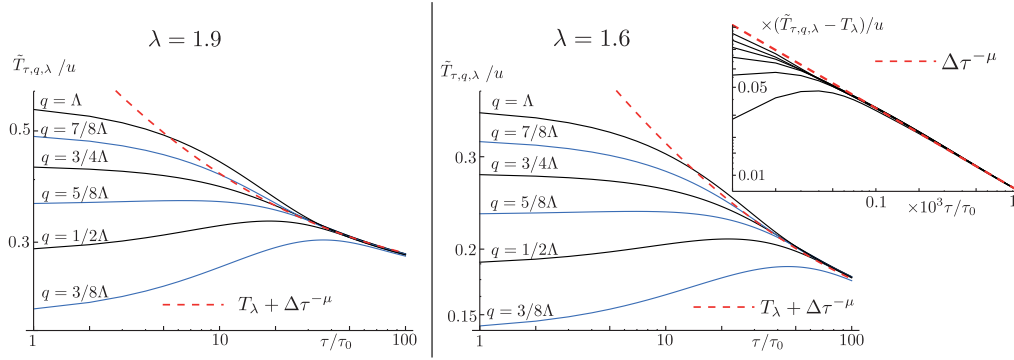 λ = 1.9
T̃τ,q,λ /u
q = Λ
0.5
q = 7/8Λ
q = 3/4Λ
q = 5/8Λ
0.3
q = 1/2Λ
q = 3/8Λ
Tλ + Δτ^−μ
1
10
τ/τ0
100
λ = 1.6
T̃τ,q,λ /u
q = Λ
q = 7/8Λ
0.3
q = 3/4Λ
q = 5/8Λ
0.2
q = 1/2Λ
q = 3/8Λ
0.15
Tλ + Δτ^−μ
1
10
τ/τ0
100
×(T̃τ,q,λ − Tλ)/u
Δτ^−μ
0.05
0.01
0.1
×10³τ/τ0
1